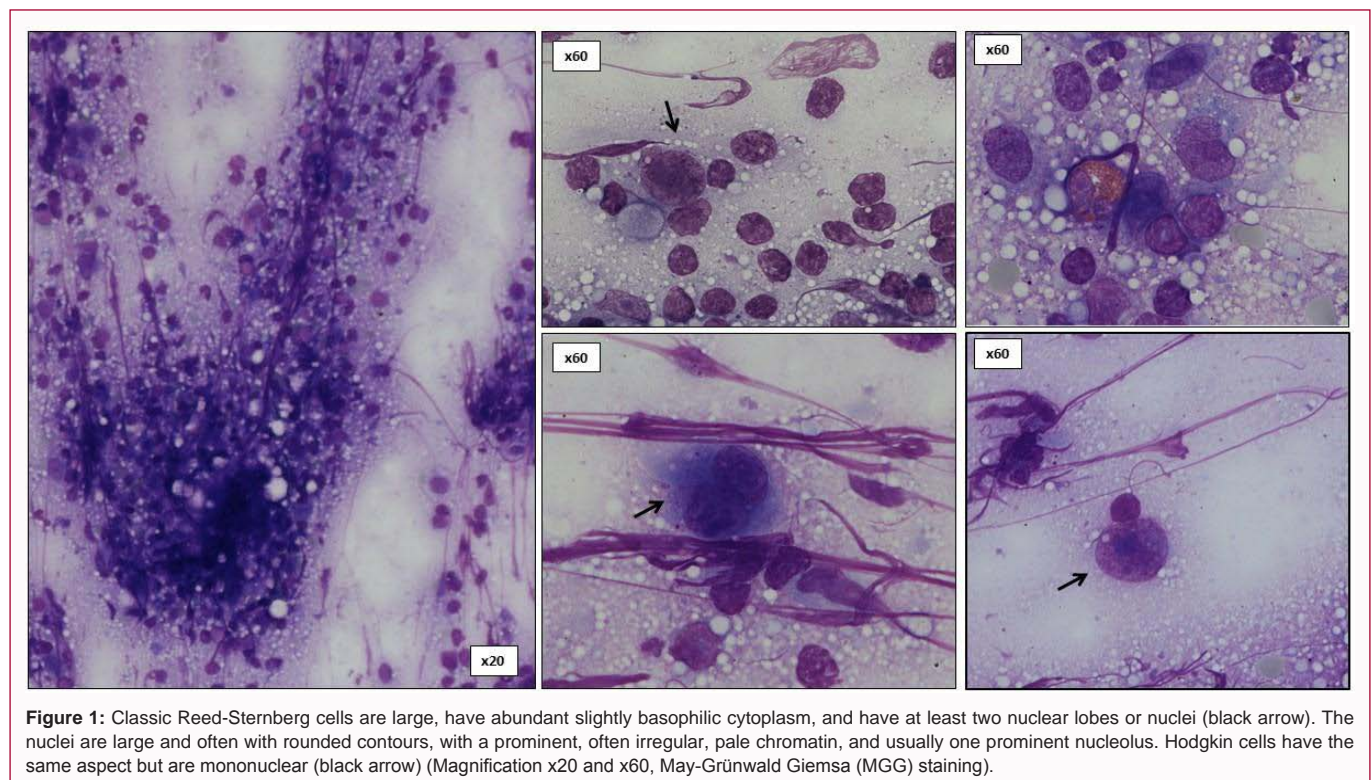 x60
x60
x60
x60
x20
Figure 1: Classic Reed-Sternberg cells are large, have abundant slightly basophilic cytoplasm, and have at least two nuclear lobes or nuclei (black arrow). The
nuclei are large and often with rounded contours, with a prominent, often irregular, pale chromatin, and usually one prominent nucleolus. Hodgkin cells have the
same aspect but are mononuclear (black arrow) (Magnification x20 and x60, May-Grünwald Giemsa (MGG) staining).